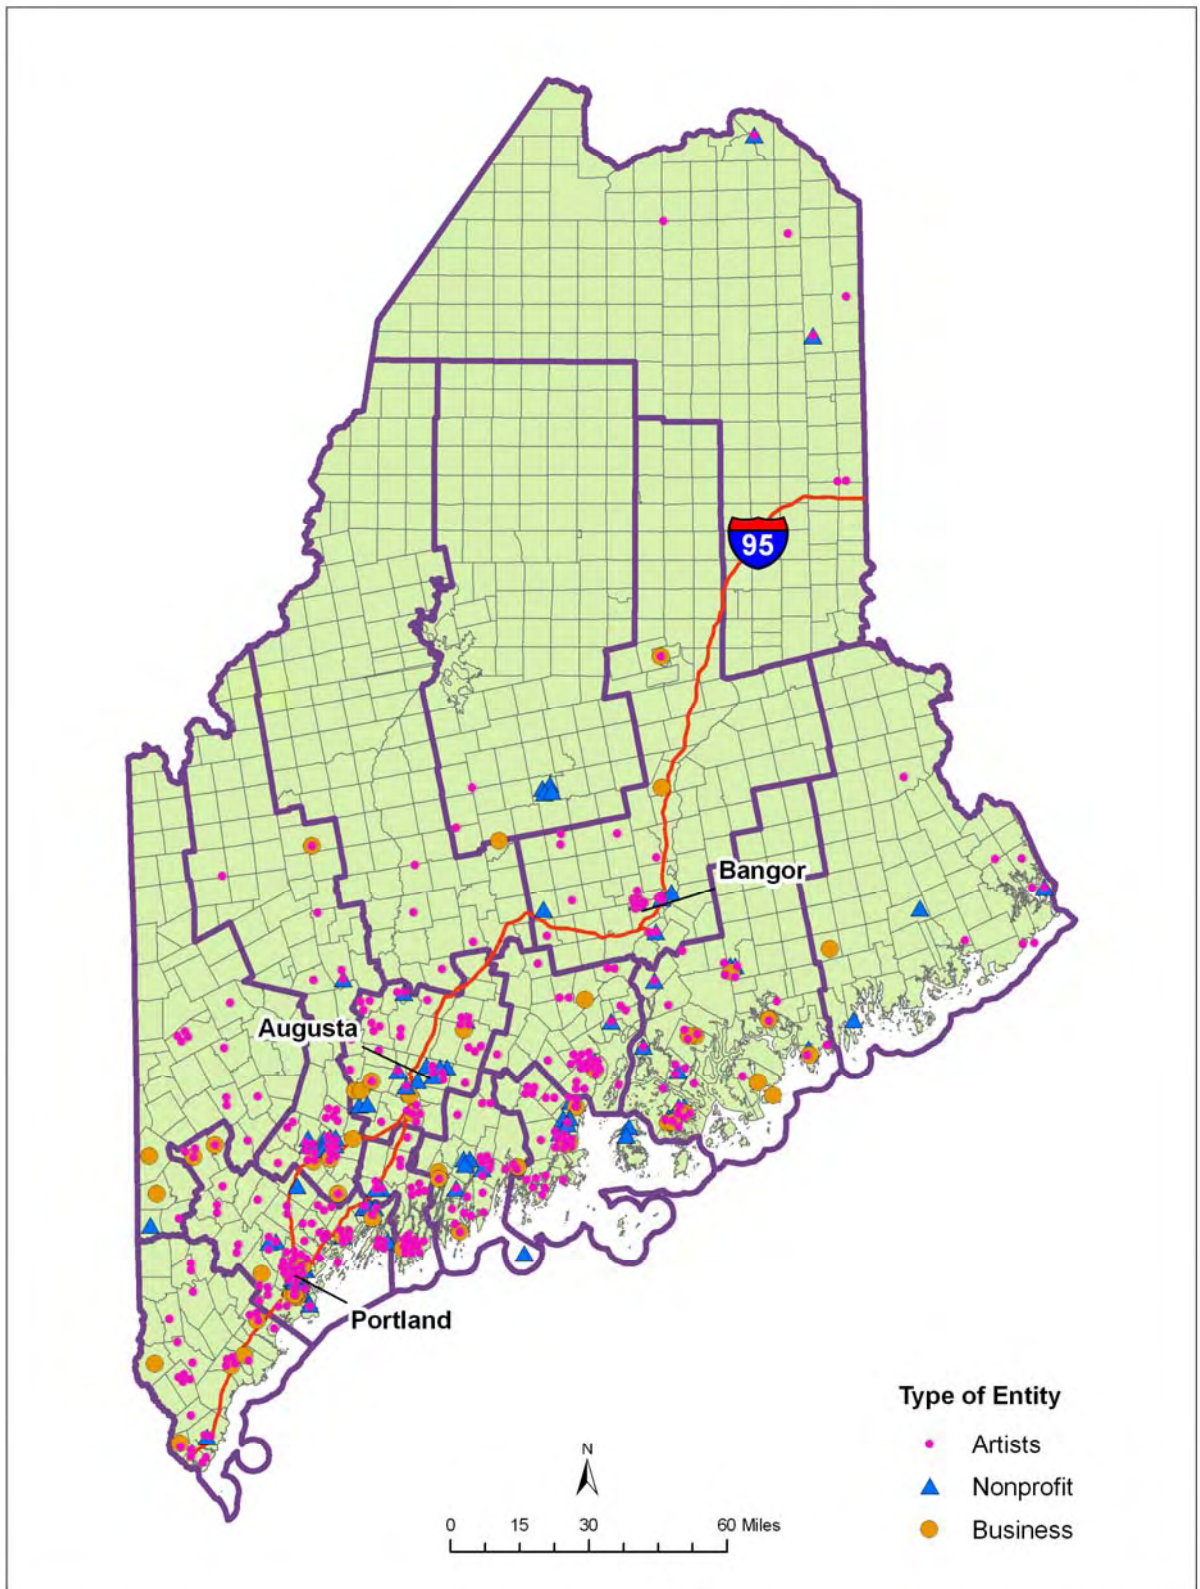 95
Bangor
Augusta
Portland
Type of Entity
Artists
Nonprofit
Business
N
0 15 30 60 Miles